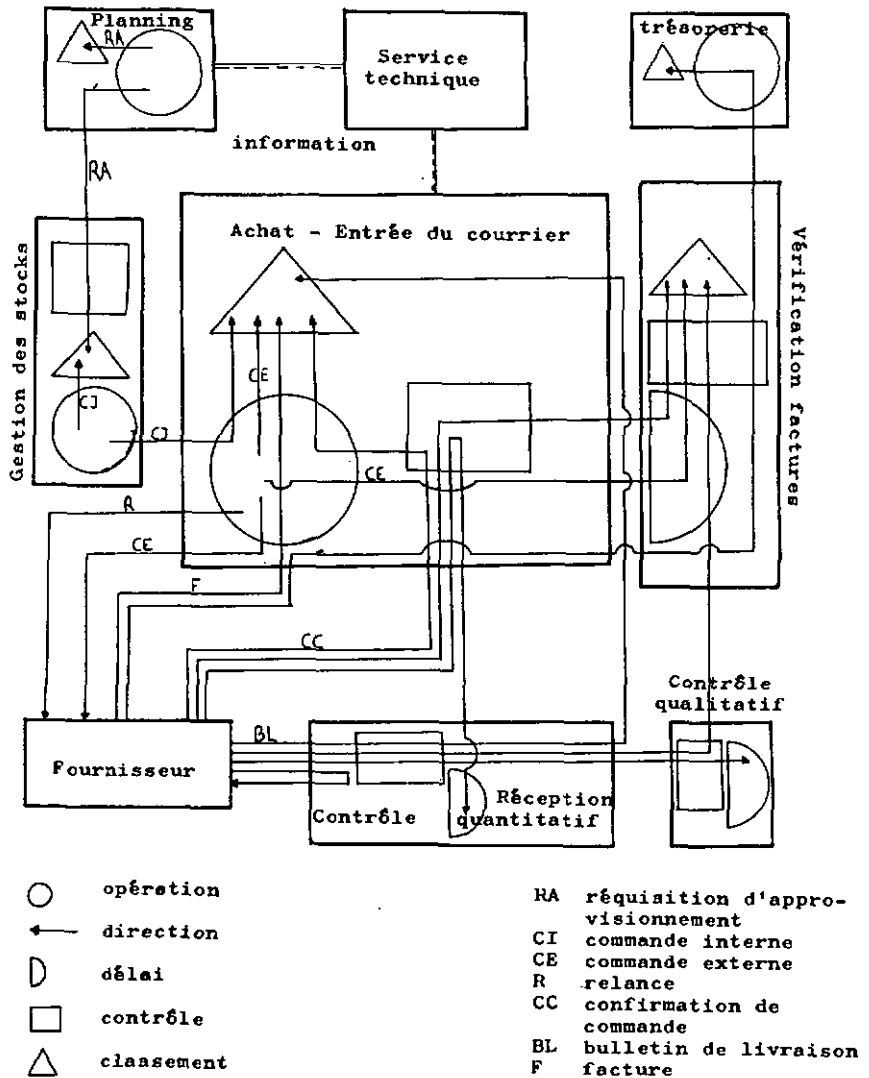 Planning
RA
Service
technique
trésorerie
information
RA
Gestion des stocks
Achat - Entrée du courrier
Vérification factures
CE
CJ
CJ
CE
R
CE
F
CC
Contrôle
qualitatif
BL
Fournisseur
Contrôle
Réception
quantitatif
opération
direction
délai
contrôle
claasement
RA réquisition d'appro-
visionnement
CI commande interne
CE commande externe
R relance
CC confirmation de
commande
BL bulletin de livraison
F facture